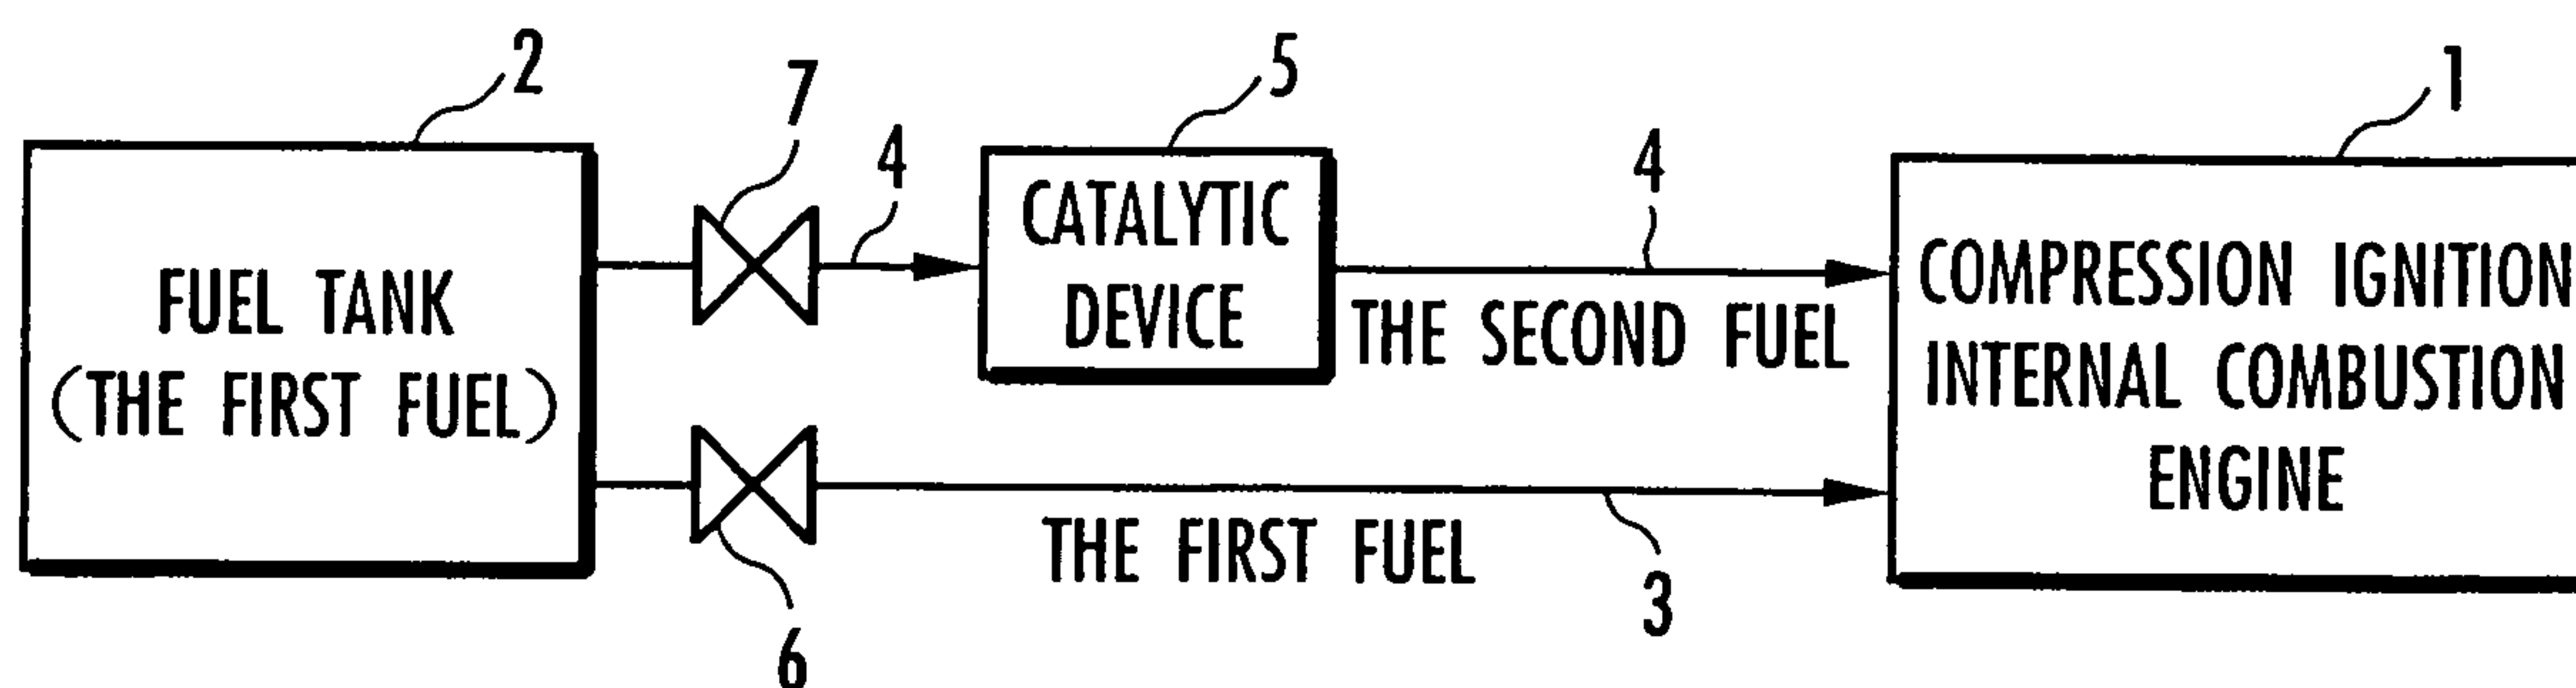 2
7
4
5
4
1
FUEL TANK
(THE FIRST FUEL)
CATALYTIC
DEVICE
THE SECOND FUEL
COMPRESSION IGNITION
INTERNAL COMBUSTION
ENGINE
THE FIRST FUEL
6
3